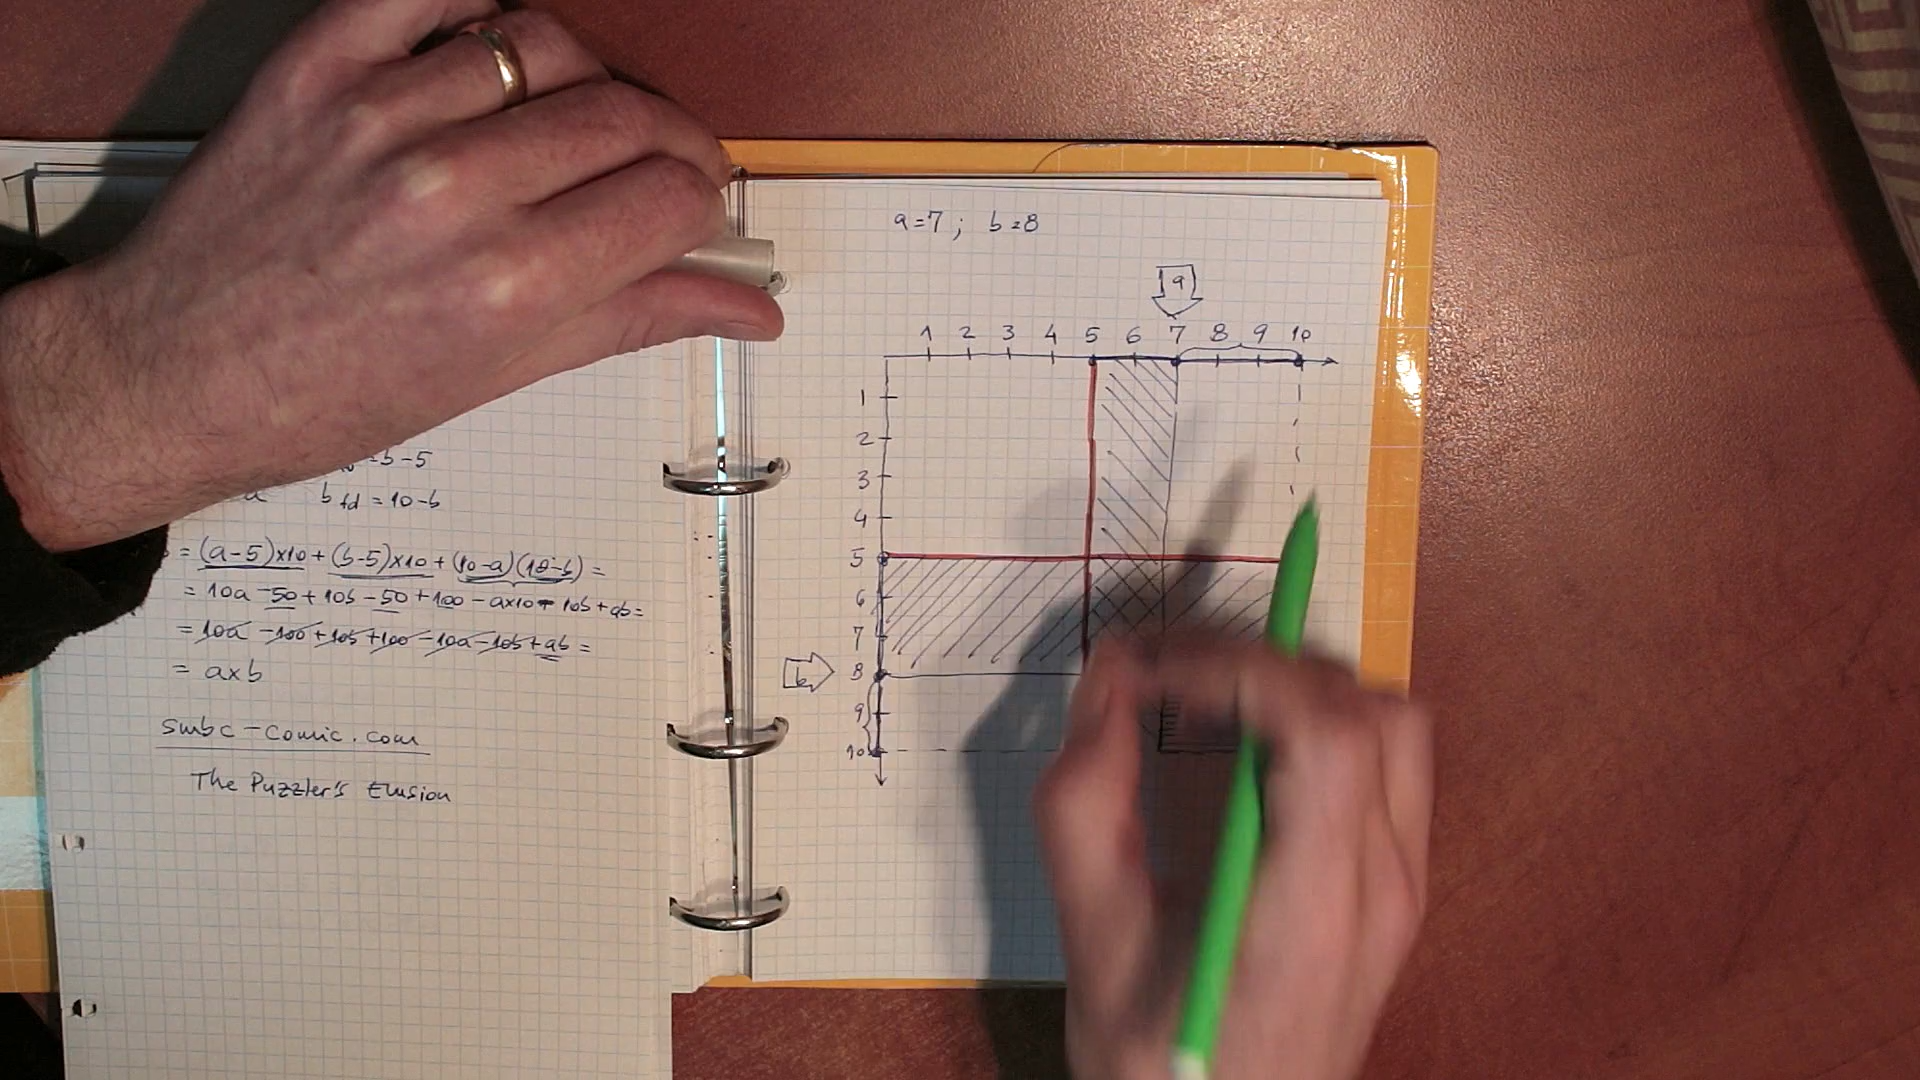 = b-5
b fd = 10-b
= (a-5)x10 + (b-5)x10 + (10-a)(10-b) =
= 10a - 50 + 10b - 50 + 100 - ax10 - 10b + ab =
= 10a - 100 + 10b + 100 - 10a - 10b + ab =
= axb
smbc-comic.com
The Puzzler's Elusion
a=7 ; b=8
a
1 2 3 4 5 6 7 8 9 10
1
2
3
4
5
6
7
b 8
9
10